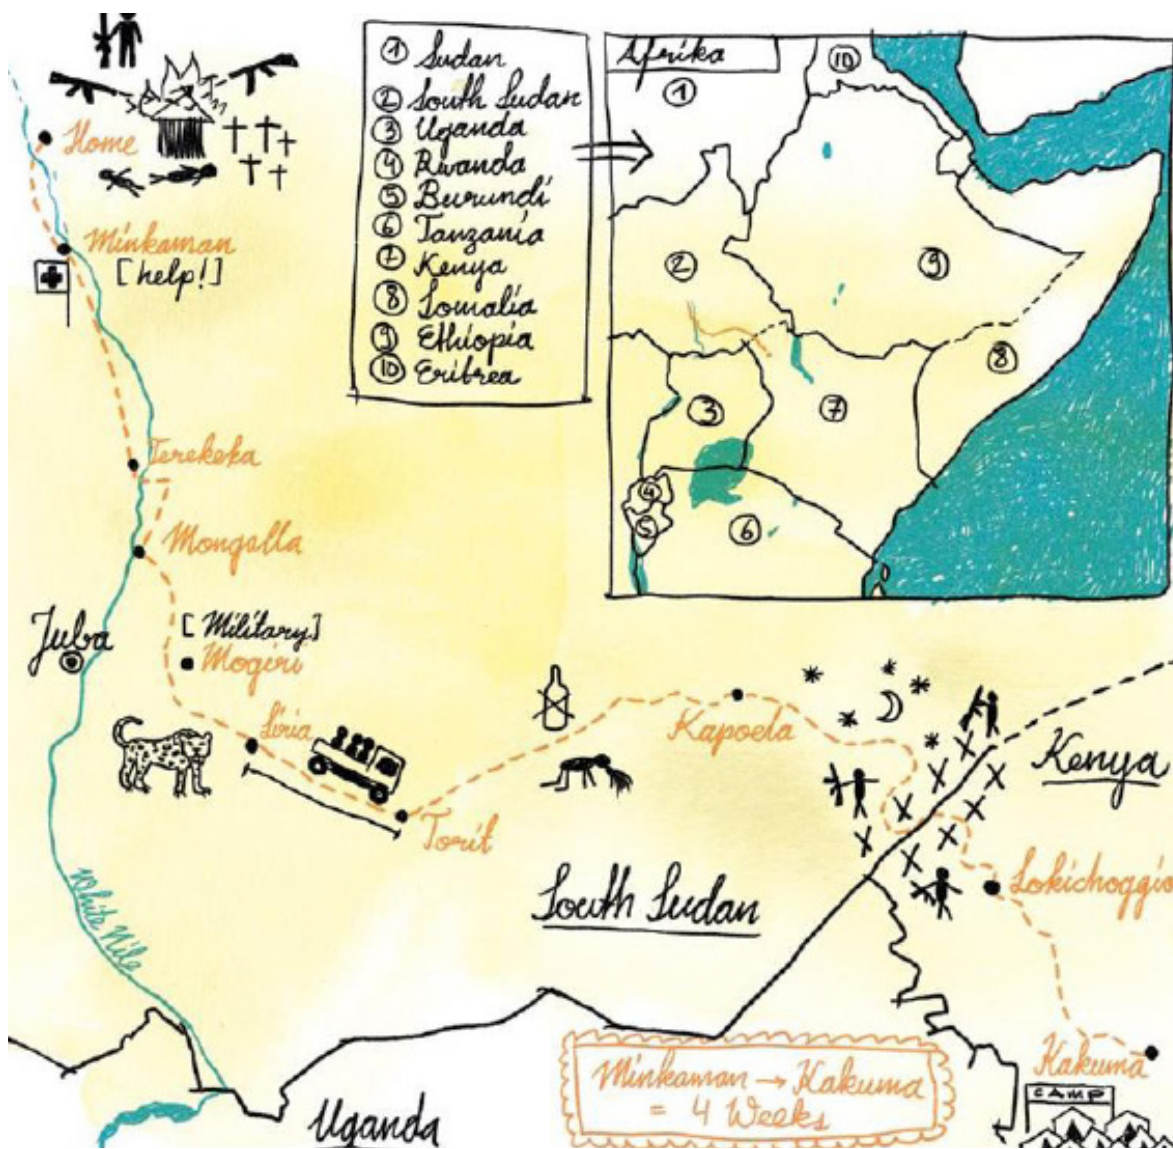 Home
Minkaman
[help!]
Terekeka
Mongella
Juba
[Military]
Mogiri
Liria
Torit
Kapoeta
White Nile
South Sudan
Uganda
Kenya
Lokichoggio
Kakuma
CAMP
Minkaman → Kakuma
= 4 Weeks
① Sudan
② South Sudan
③ Uganda
④ Rwanda
⑤ Burundi
⑥ Tanzania
⑦ Kenya
⑧ Somalia
⑨ Ethiopia
⑩ Eritrea
Afrika
10
1
2
9
8
3
7
4
5
6